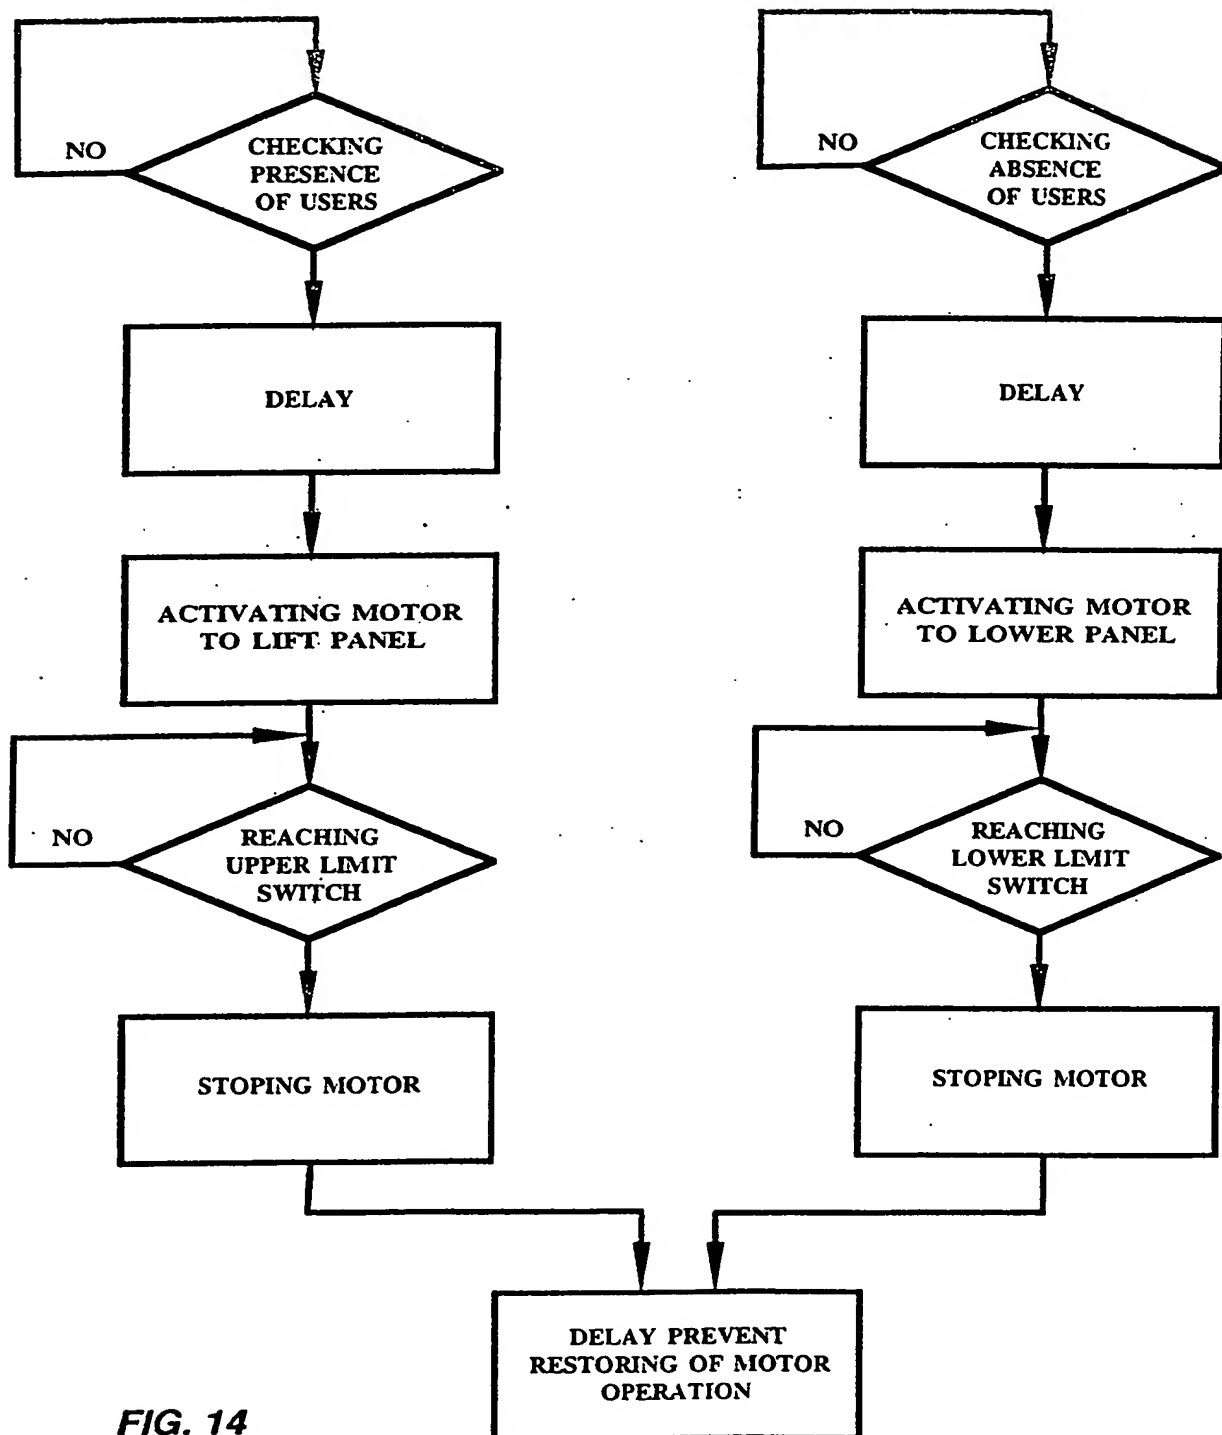 NO
CHECKING
PRESENCE
OF USERS
DELAY
ACTIVATING MOTOR
TO LIFT PANEL
NO
REACHING
UPPER LIMIT
SWITCH
STOPING MOTOR
NO
CHECKING
ABSENCE
OF USERS
DELAY
ACTIVATING MOTOR
TO LOWER PANEL
NO
REACHING
LOWER LIMIT
SWITCH
STOPING MOTOR
DELAY PREVENT
RESTORING OF MOTOR
OPERATION
FIG. 14